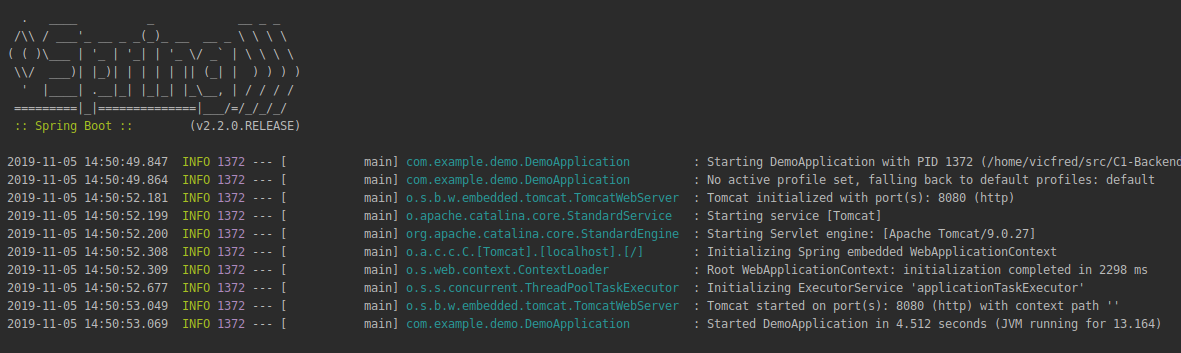 .   ____          _            __ _ _
 /\\ / ___'_ __ _ _(_)_ __  __ _ \ \ \ \
( ( )\___ | '_ | '_| | '_ \/ _` | \ \ \ \
 \\/  ___)| |_)| | | | | || (_| |  ) ) ) )
  '  |____| .__|_| |_|_| |_\__, | / / / /
 =========|_|==============|___/=/_/_/_/
 :: Spring Boot ::        (v2.2.0.RELEASE)
2019-11-05 14:50:49.847  INFO 1372 --- [           main] com.example.demo.DemoApplication         : Starting DemoApplication with PID 1372 (/home/vicfred/src/C1-Backend
2019-11-05 14:50:49.864  INFO 1372 --- [           main] com.example.demo.DemoApplication         : No active profile set, falling back to default profiles: default
2019-11-05 14:50:52.181  INFO 1372 --- [           main] o.s.b.w.embedded.tomcat.TomcatWebServer  : Tomcat initialized with port(s): 8080 (http)
2019-11-05 14:50:52.199  INFO 1372 --- [           main] o.apache.catalina.core.StandardService   : Starting service [Tomcat]
2019-11-05 14:50:52.200  INFO 1372 --- [           main] org.apache.catalina.core.StandardEngine  : Starting Servlet engine: [Apache Tomcat/9.0.27]
2019-11-05 14:50:52.308  INFO 1372 --- [           main] o.a.c.c.C.[Tomcat].[localhost].[/]       : Initializing Spring embedded WebApplicationContext
2019-11-05 14:50:52.309  INFO 1372 --- [           main] o.s.web.context.ContextLoader            : Root WebApplicationContext: initialization completed in 2298 ms
2019-11-05 14:50:52.677  INFO 1372 --- [           main] o.s.s.concurrent.ThreadPoolTaskExecutor  : Initializing ExecutorService 'applicationTaskExecutor'
2019-11-05 14:50:53.049  INFO 1372 --- [           main] o.s.b.w.embedded.tomcat.TomcatWebServer  : Tomcat started on port(s): 8080 (http) with context path ''
2019-11-05 14:50:53.069  INFO 1372 --- [           main] com.example.demo.DemoApplication         : Started DemoApplication in 4.512 seconds (JVM running for 13.164)